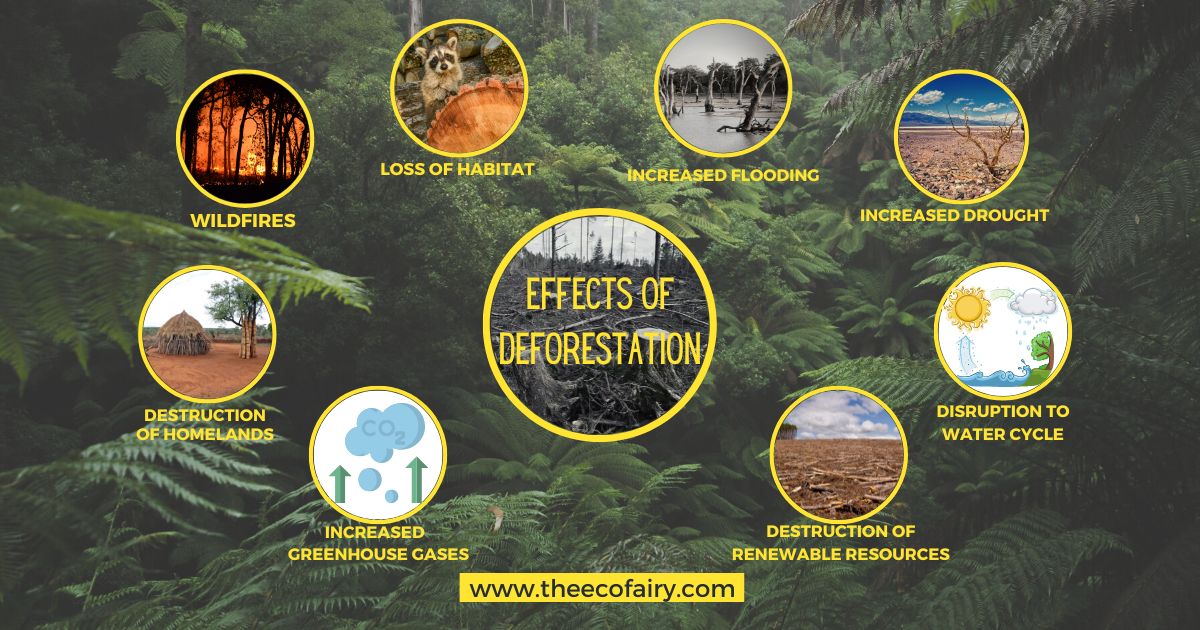 LOSS OF HABITAT
INCREASED FLOODING
WILDFIRES
INCREASED DROUGHT
EFFECTS OF
DEFORESTATION
DESTRUCTION
OF HOMELANDS
DISRUPTION TO
WATER CYCLE
CO2
INCREASED
GREENHOUSE GASES
DESTRUCTION OF
RENEWABLE RESOURCES
www.theecofairy.com